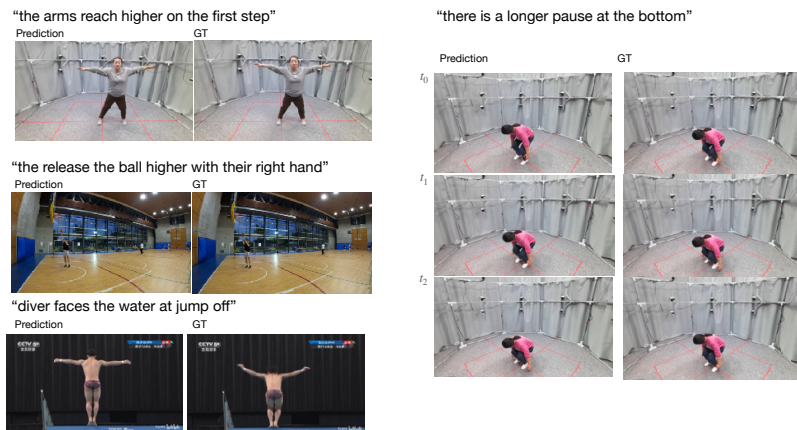 “the arms reach higher on the first step”
Prediction GT
“the release the ball higher with their right hand”
Prediction GT
“diver faces the water at jump off”
Prediction GT
CCTV
CCTV
“there is a longer pause at the bottom”
Prediction GT
t0
t1
t2